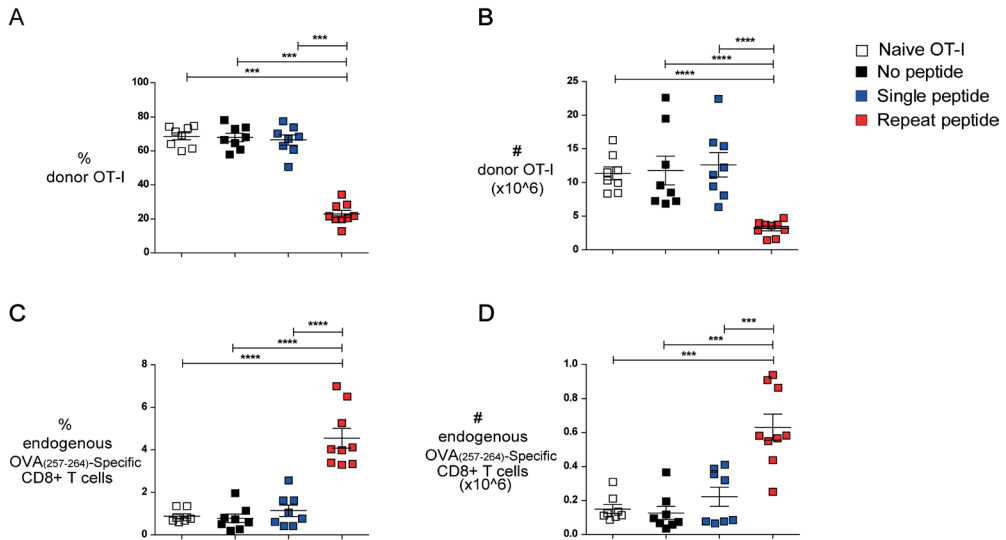 A
***
***
***
100
80
60
40
20
0
%
donor OT-I
B
****
****
****
25
20
15
10
5
0
#
donor OT-I
(x10^6)
Naive OT-I
No peptide
Single peptide
Repeat peptide
C
****
****
****
8
6
4
2
0
%
endogenous
OVA(257-264)-Specific
CD8+ T cells
D
***
***
***
1.0
0.8
0.6
0.4
0.2
0.0
#
endogenous
OVA(257-264)-Specific
CD8+ T cells
(x10^6)